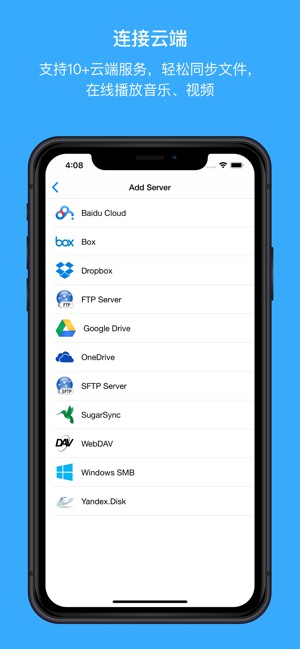 连接云端
支持10+云端服务，轻松同步文件，
在线播放音乐、视频
4:08
Add Server
Baidu Cloud
box Box
Dropbox
FTP FTP Server
Google Drive
OneDrive
SFTP SFTP Server
SugarSync
DAV WebDAV
Windows SMB
Yandex.Disk